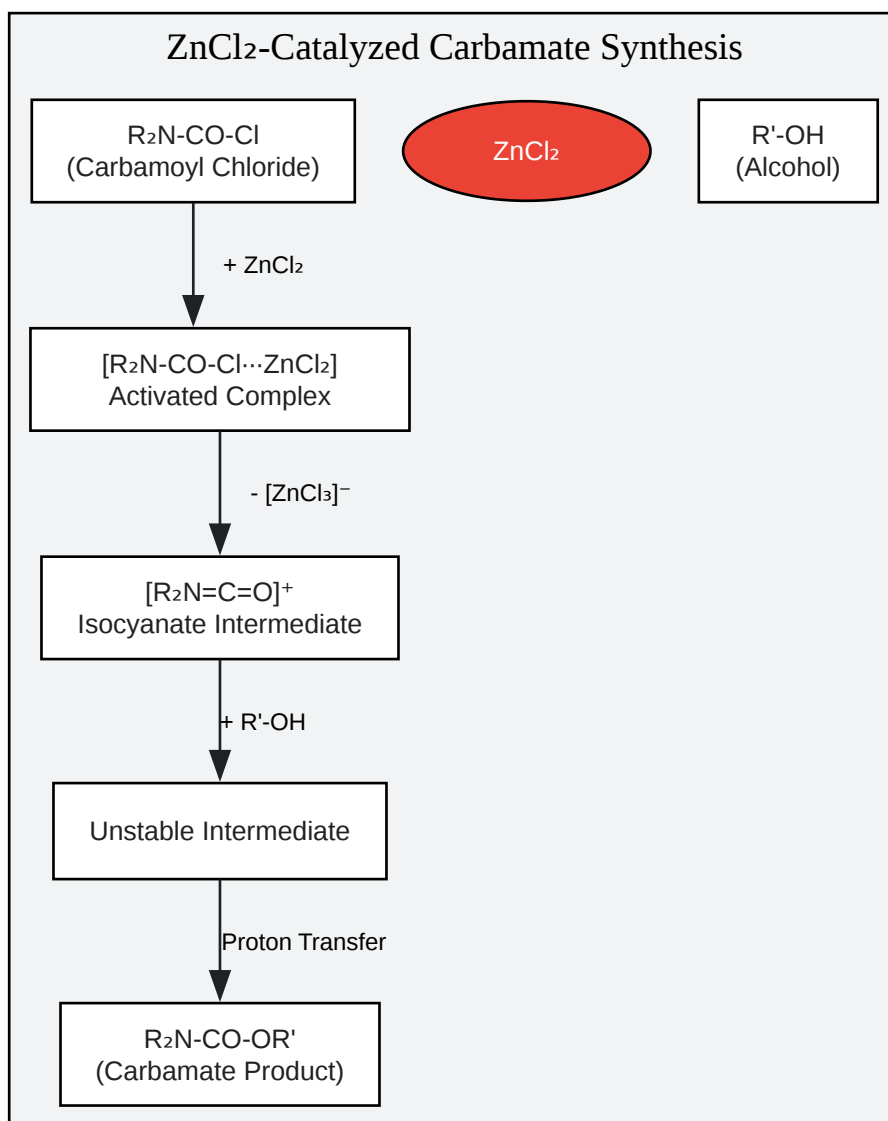 ZnCl₂-Catalyzed Carbamate Synthesis
R₂N-CO-Cl
(Carbamoyl Chloride)
ZnCl₂
R'-OH
(Alcohol)
+ ZnCl₂
[R₂N-CO-Cl···ZnCl₂]
Activated Complex
- [ZnCl₃]⁻
[R₂N=C=O]⁺
Isocyanate Intermediate
+ R'-OH
Unstable Intermediate
Proton Transfer
R₂N-CO-OR'
(Carbamate Product)